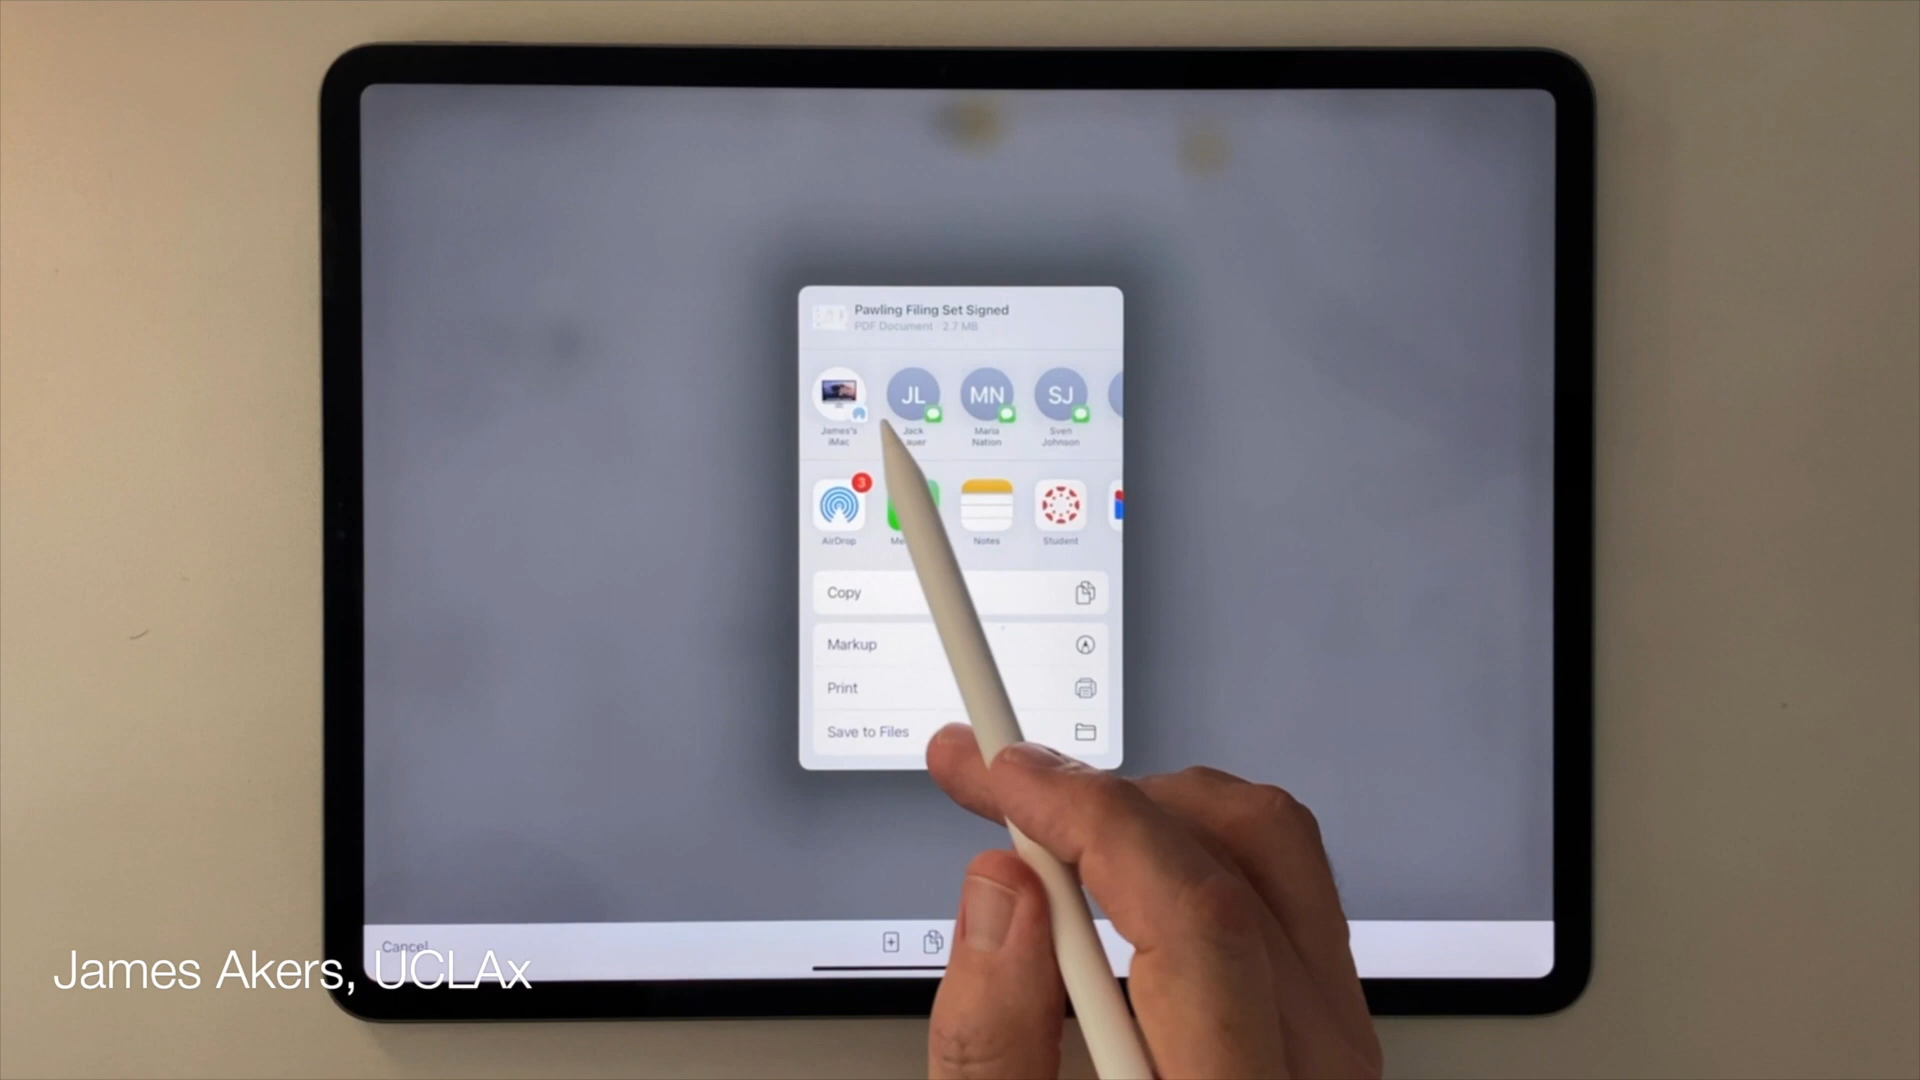 Pawling Filing Set Signed
PDF Document 2.7 MB
JL
MN
SJ
James's
iMac
Jack
Maria
Nation
Sven
Johnson
3
AirDrop
Notes
Student
Copy
Markup
Print
Save to Files
Cancel
James Akers, UCLAx